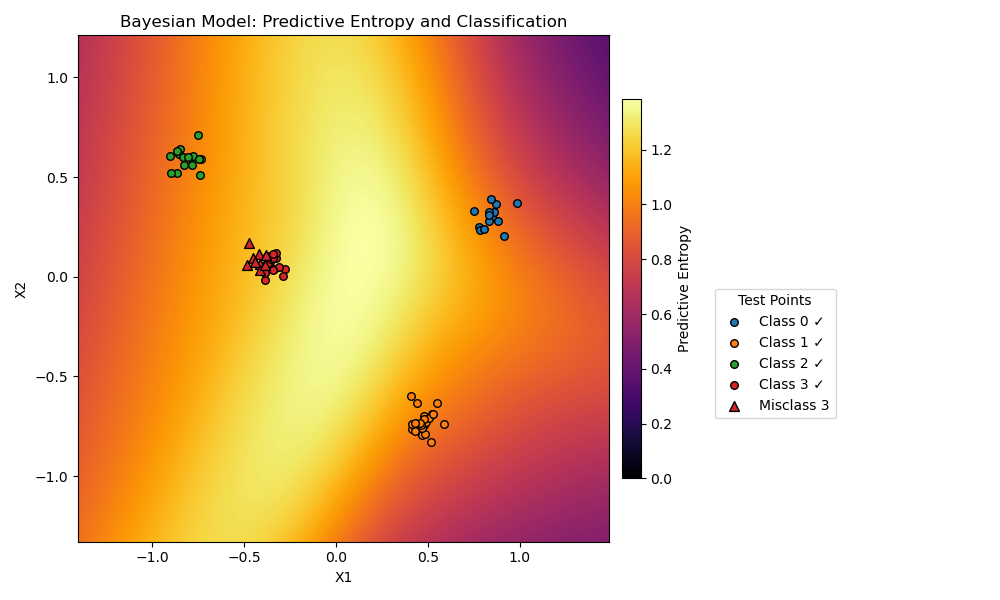 Bayesian Model: Predictive Entropy and Classification
1.0
0.5
0.0
−0.5
−1.0
X2
−1.0
−0.5
0.0
0.5
1.0
X1
1.2
1.0
0.8
0.6
0.4
0.2
0.0
Predictive Entropy
Test Points
Class 0 ✓
Class 1 ✓
Class 2 ✓
Class 3 ✓
Misclass 3